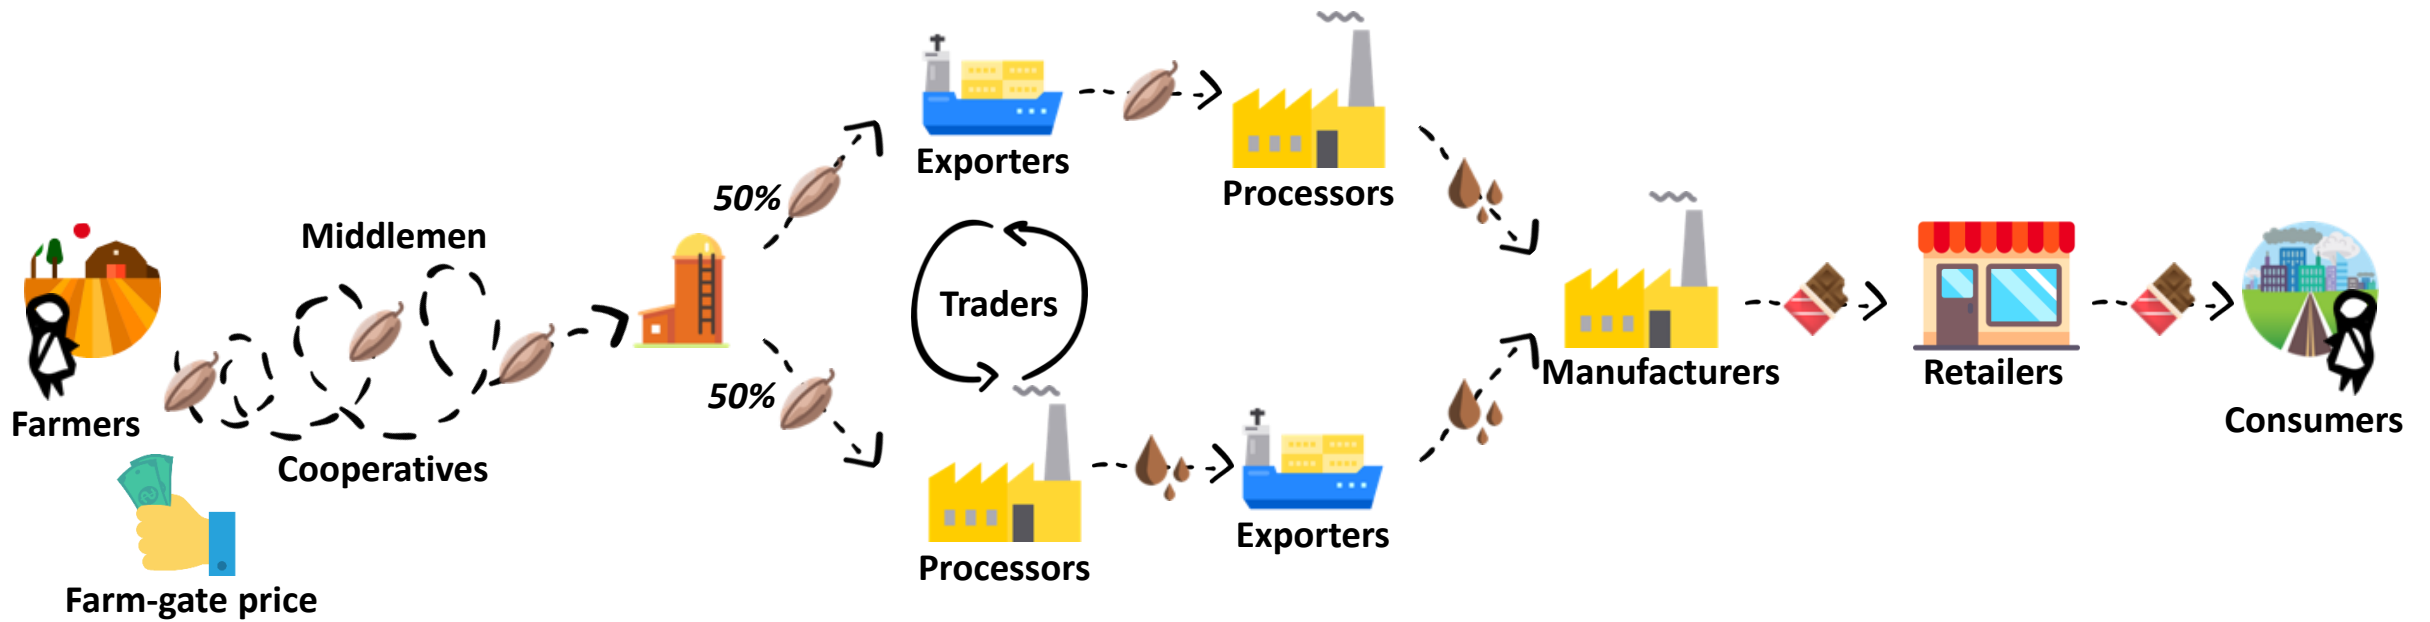 Farmers
Farm-gate price
Middlemen
Cooperatives
50%
50%
Exporters
Processors
Traders
Processors
Exporters
Manufacturers
Retailers
Consumers